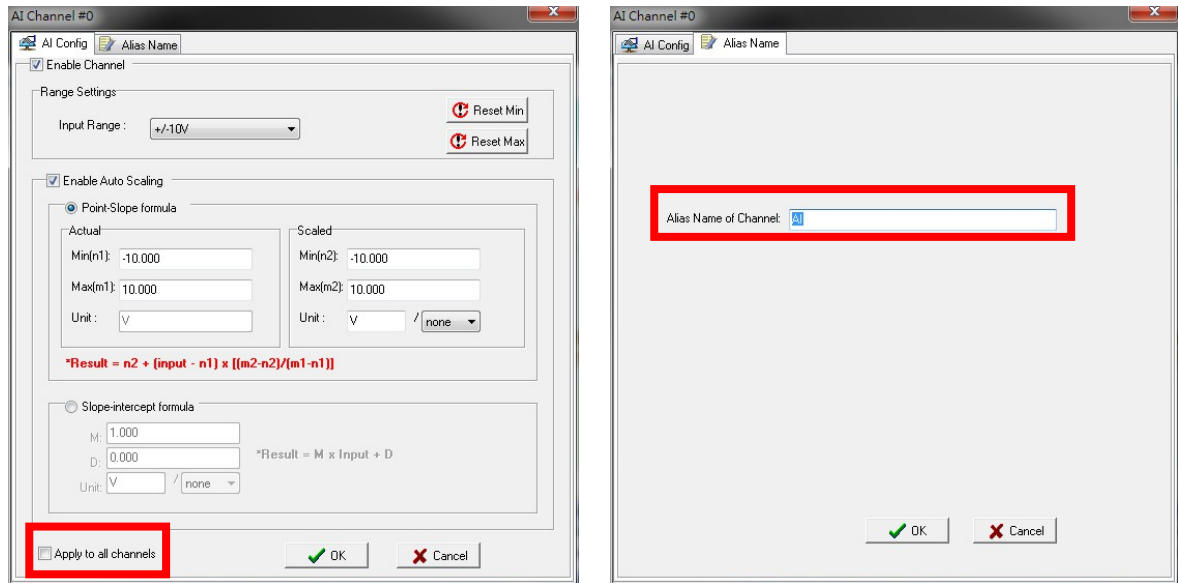 AI Channel #0
AI Config Alias Name
Enable Channel
Range Settings
Input Range : +/-10V
Reset Min
Reset Max
Enable Auto Scaling
Point-Slope formula
Actual
Min(n1): -10.000
Max(m1): 10.000
Unit : V
Scaled
Min(n2): -10.000
Max(m2): 10.000
Unit : V / none
*Result = n2 + (input - n1) x [(m2-n2)/(m1-n1)]
Slope-intercept formula
M: 1.000
D: 0.000
Unit: V / none
*Result = M x Input + D
Apply to all channels
OK Cancel
AI Channel #0
AI Config Alias Name
Alias Name of Channel: AI
OK Cancel